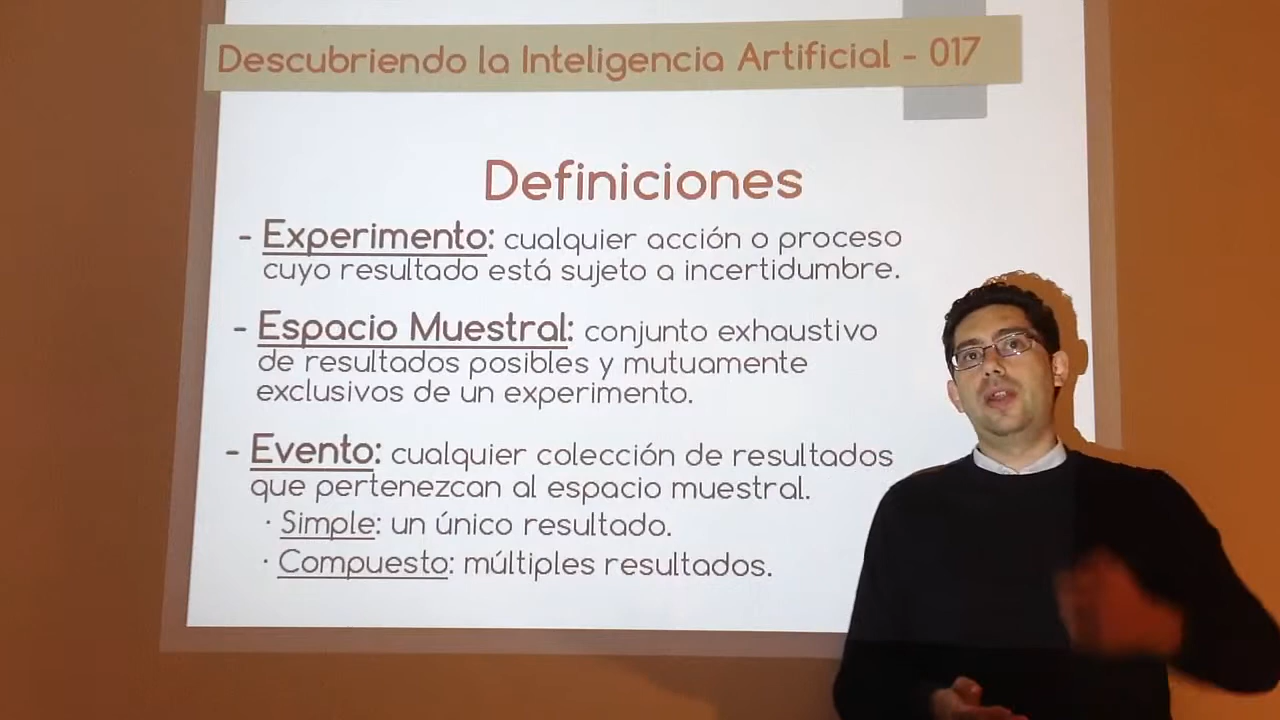 Descubriendo la Inteligencia Artificial - 017
Definiciones
- Experimento: cualquier acción o proceso
cuyo resultado está sujeto a incertidumbre.
- Espacio Muestral: conjunto exhaustivo
de resultados posibles y mutuamente
exclusivos de un experimento.
- Evento: cualquier colección de resultados
que pertenezcan al espacio muestral.
· Simple: un único resultado.
· Compuesto: múltiples resultados.